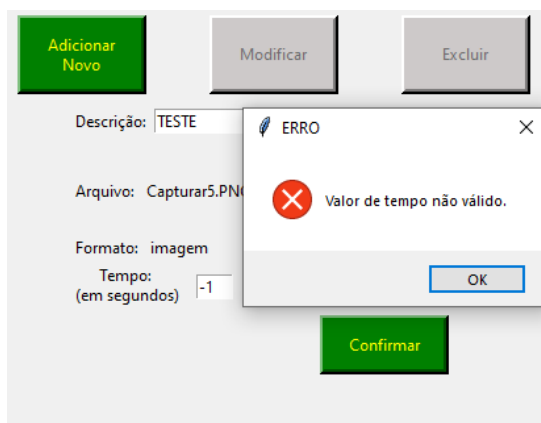 Adicionar
Novo
Modificar
Excluir
Descrição: TESTE
ERRO
Arquivo: Capturar5.PN
Valor de tempo não válido.
Formato: imagem
Tempo:
(em segundos) -1
OK
Confirmar